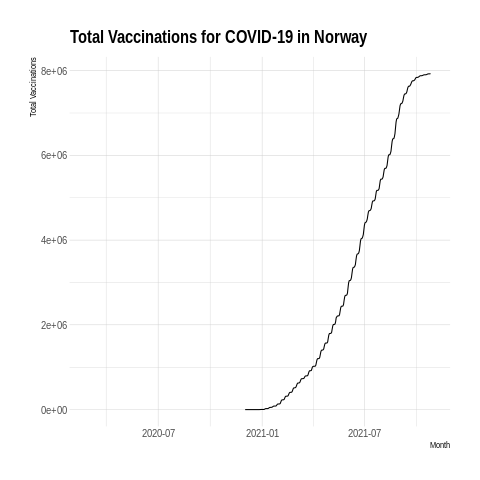 Total Vaccinations for COVID-19 in Norway
Total Vaccinations
8e+06
6e+06
4e+06
2e+06
0e+00
2020-07
2021-01
2021-07
Month